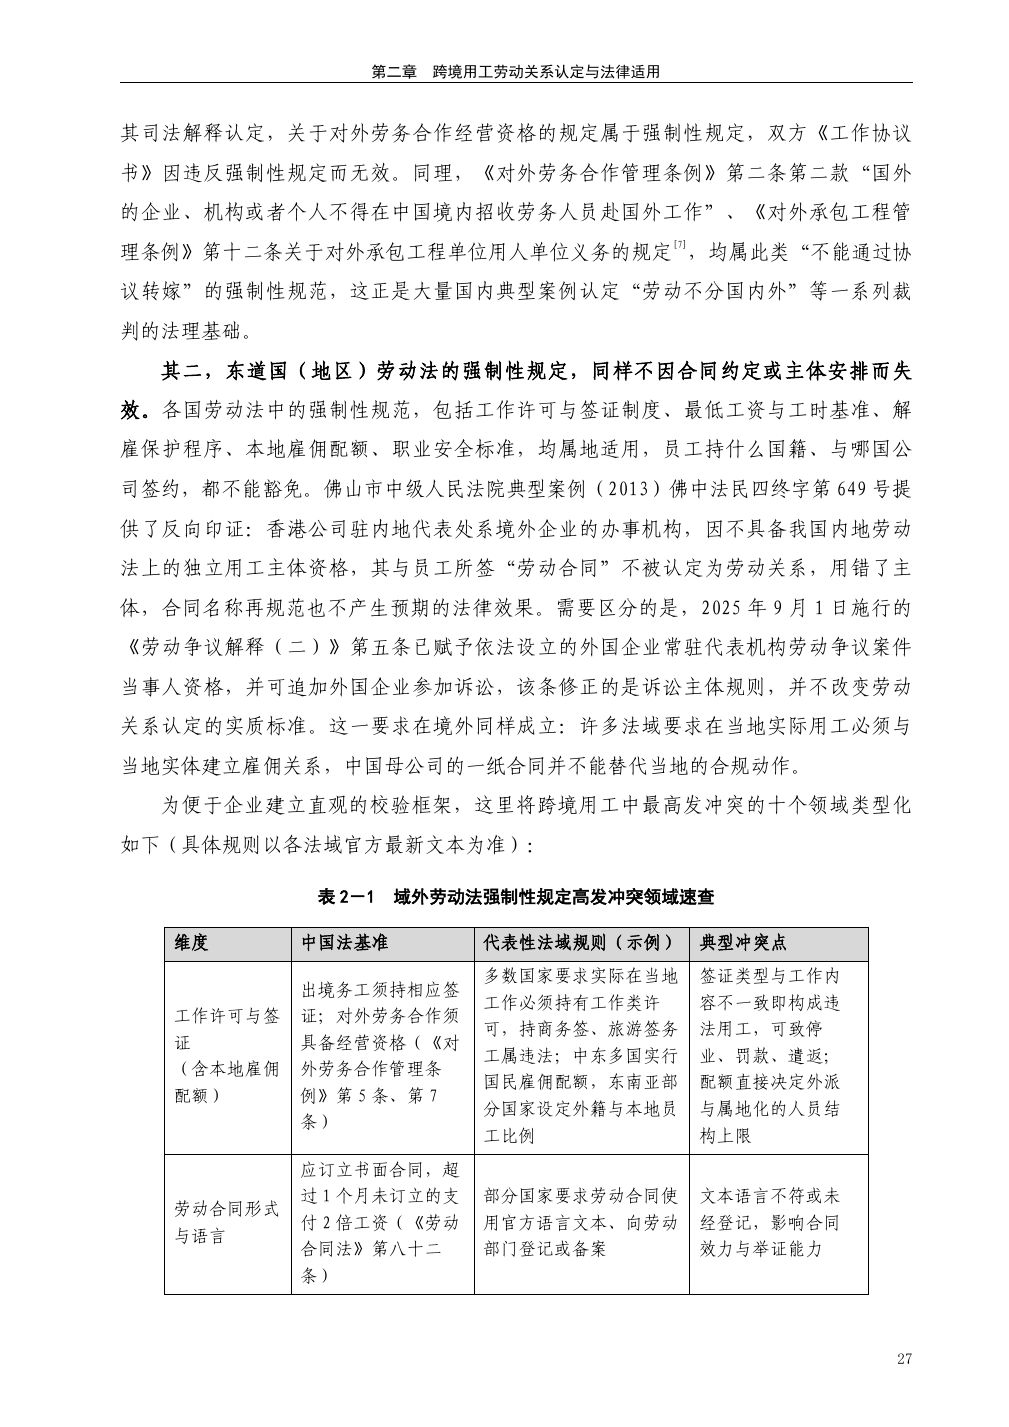 第二章　跨境用工劳动关系认定与法律适用
其司法解释认定，关于对外劳务合作经营资格的规定属于强制性规定，双方《工作协议
书》因违反强制性规定而无效。同理，《对外劳务合作管理条例》第二条第二款“国外
的企业、机构或者个人不得在中国境内招收劳务人员赴国外工作”、《对外承包工程管
理条例》第十二条关于对外承包工程单位用人单位义务的规定[7]，均属此类“不能通过协
议转嫁”的强制性规范，这正是大量国内典型案例认定“劳动不分国内外”等一系列裁
判的法理基础。
其二，东道国（地区）劳动法的强制性规定，同样不因合同约定或主体安排而失
效。各国劳动法中的强制性规范，包括工作许可与签证制度、最低工资与工时基准、解
雇保护程序、本地雇佣配额、职业安全标准，均属地适用，员工持什么国籍、与哪国公
司签约，都不能豁免。佛山市中级人民法院典型案例（2013）佛中法民四终字第 649 号提
供了反向印证：香港公司驻内地代表处系境外企业的办事机构，因不具备我国内地劳动
法上的独立用工主体资格，其与员工所签“劳动合同”不被认定为劳动关系，用错了主
体，合同名称再规范也不产生预期的法律效果。需要区分的是，2025 年 9 月 1 日施行的
《劳动争议解释（二）》第五条已赋予依法设立的外国企业常驻代表机构劳动争议案件
当事人资格，并可追加外国企业参加诉讼，该条修正的是诉讼主体规则，并不改变劳动
关系认定的实质标准。这一要求在境外同样成立：许多法域要求在当地实际用工必须与
当地实体建立雇佣关系，中国母公司的一纸合同并不能替代当地的合规动作。
为便于企业建立直观的校验框架，这里将跨境用工中最高发冲突的十个领域类型化
如下（具体规则以各法域官方最新文本为准）：
表 2－1　域外劳动法强制性规定高发冲突领域速查
维度
中国法基准
代表性法域规则（示例）
典型冲突点
工作许可与签
证
（含本地雇佣
配额）
出境务工须持相应签
证；对外劳务合作须
具备经营资格（《对
外劳务合作管理条
例》第 5 条、第 7
条）
多数国家要求实际在当地
工作必须持有工作类许
可，持商务签、旅游签务
工属违法；中东多国实行
国民雇佣配额，东南亚部
分国家设定外籍与本地员
工比例
签证类型与工作内
容不一致即构成违
法用工，可致停
业、罚款、遣返；
配额直接决定外派
与属地化的人员结
构上限
劳动合同形式
与语言
应订立书面合同，超
过 1 个月未订立的支
付 2 倍工资（《劳动
合同法》第八十二
条）
部分国家要求劳动合同使
用官方语言文本、向劳动
部门登记或备案
文本语言不符或未
经登记，影响合同
效力与举证能力
27